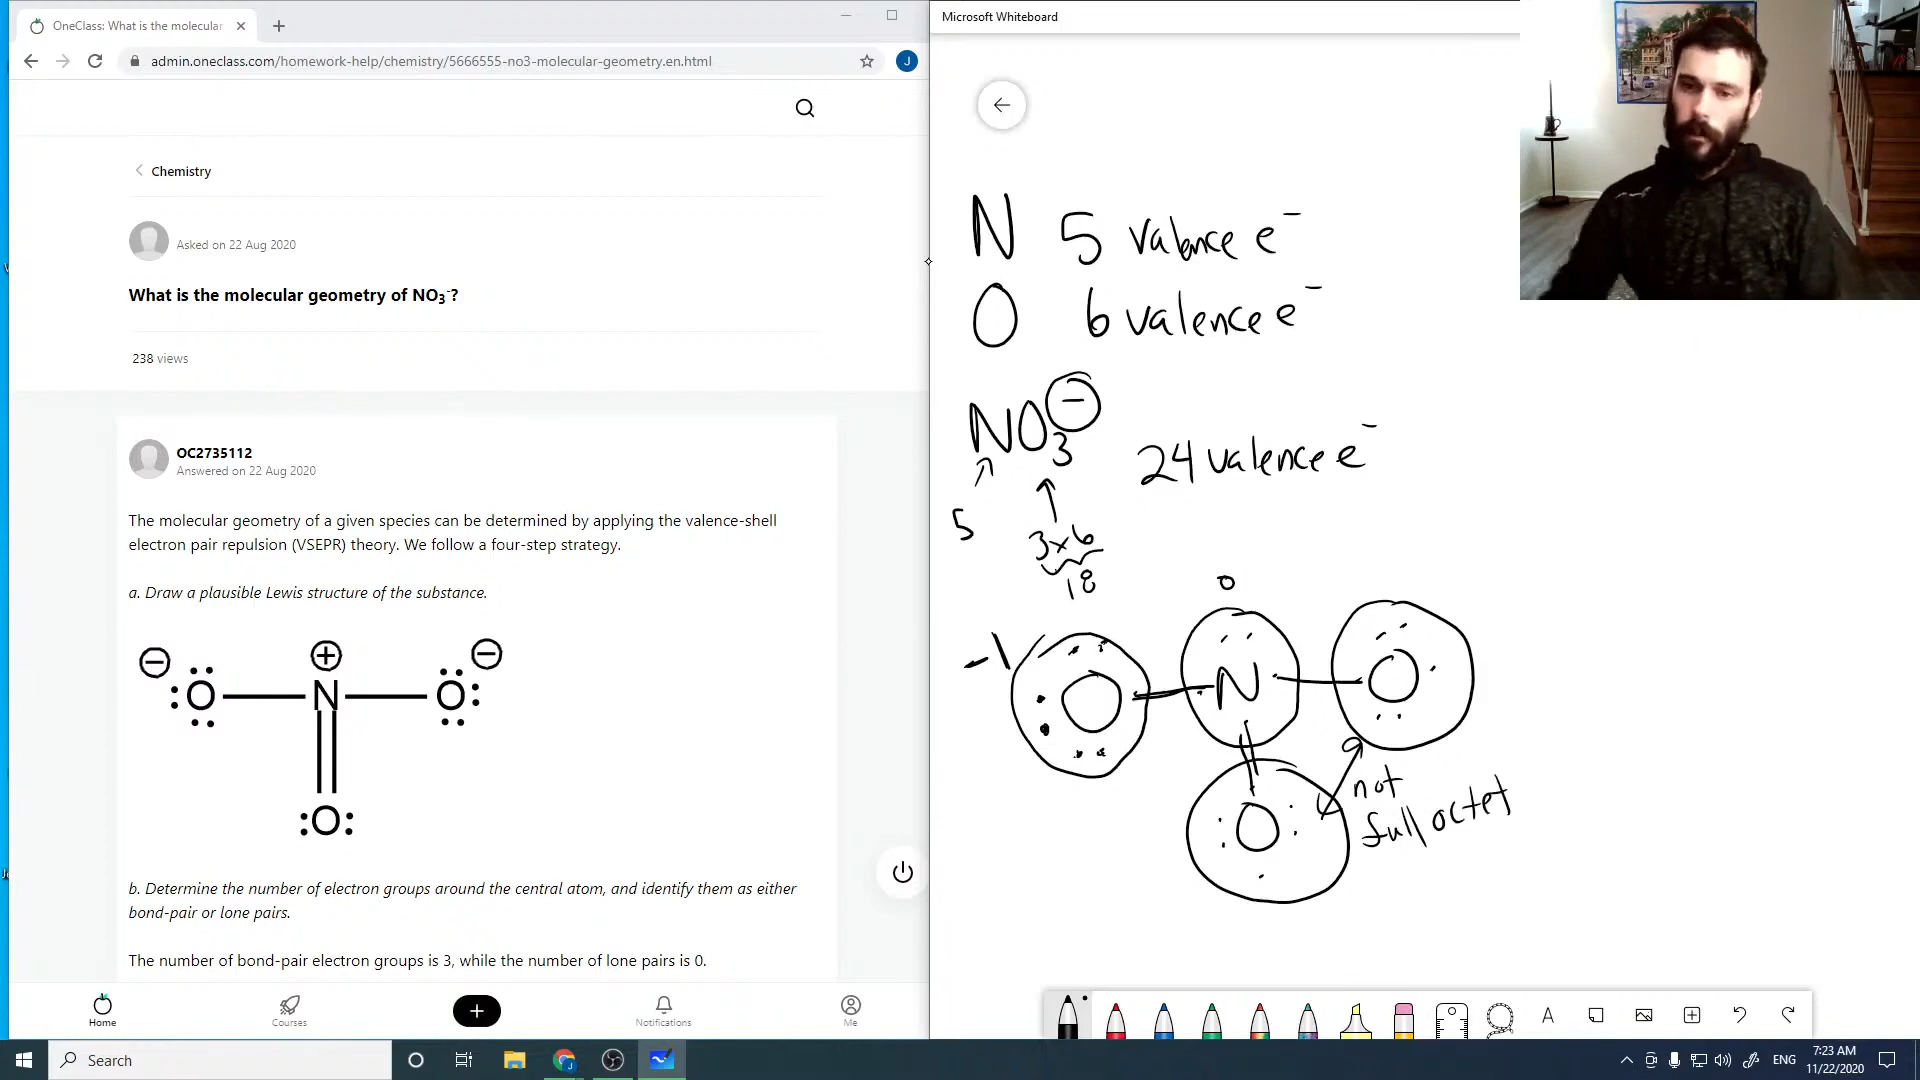 OneClass: What is the molecular
admin.oneclass.com/homework-help/chemistry/5666555-no3-molecular-geometry.en.html
J
Chemistry
Asked on 22 Aug 2020
What is the molecular geometry of NO3-?
238 views
OC2735112
Answered on 22 Aug 2020
The molecular geometry of a given species can be determined by applying the valence-shell
electron pair repulsion (VSEPR) theory. We follow a four-step strategy.
a. Draw a plausible Lewis structure of the substance.
− + −
:O N O:
:O:
b. Determine the number of electron groups around the central atom, and identify them as either
bond-pair or lone pairs.
The number of bond-pair electron groups is 3, while the number of lone pairs is 0.
Home
Courses
Notifications
Me
Microsoft Whiteboard
N 5 valence e−
O 6 valence e−
NO3 − 24 valence e−
5
3×6
18
0
-1
O N O
O
not
full octet
A
Search
ENG
7:23 AM
11/22/2020